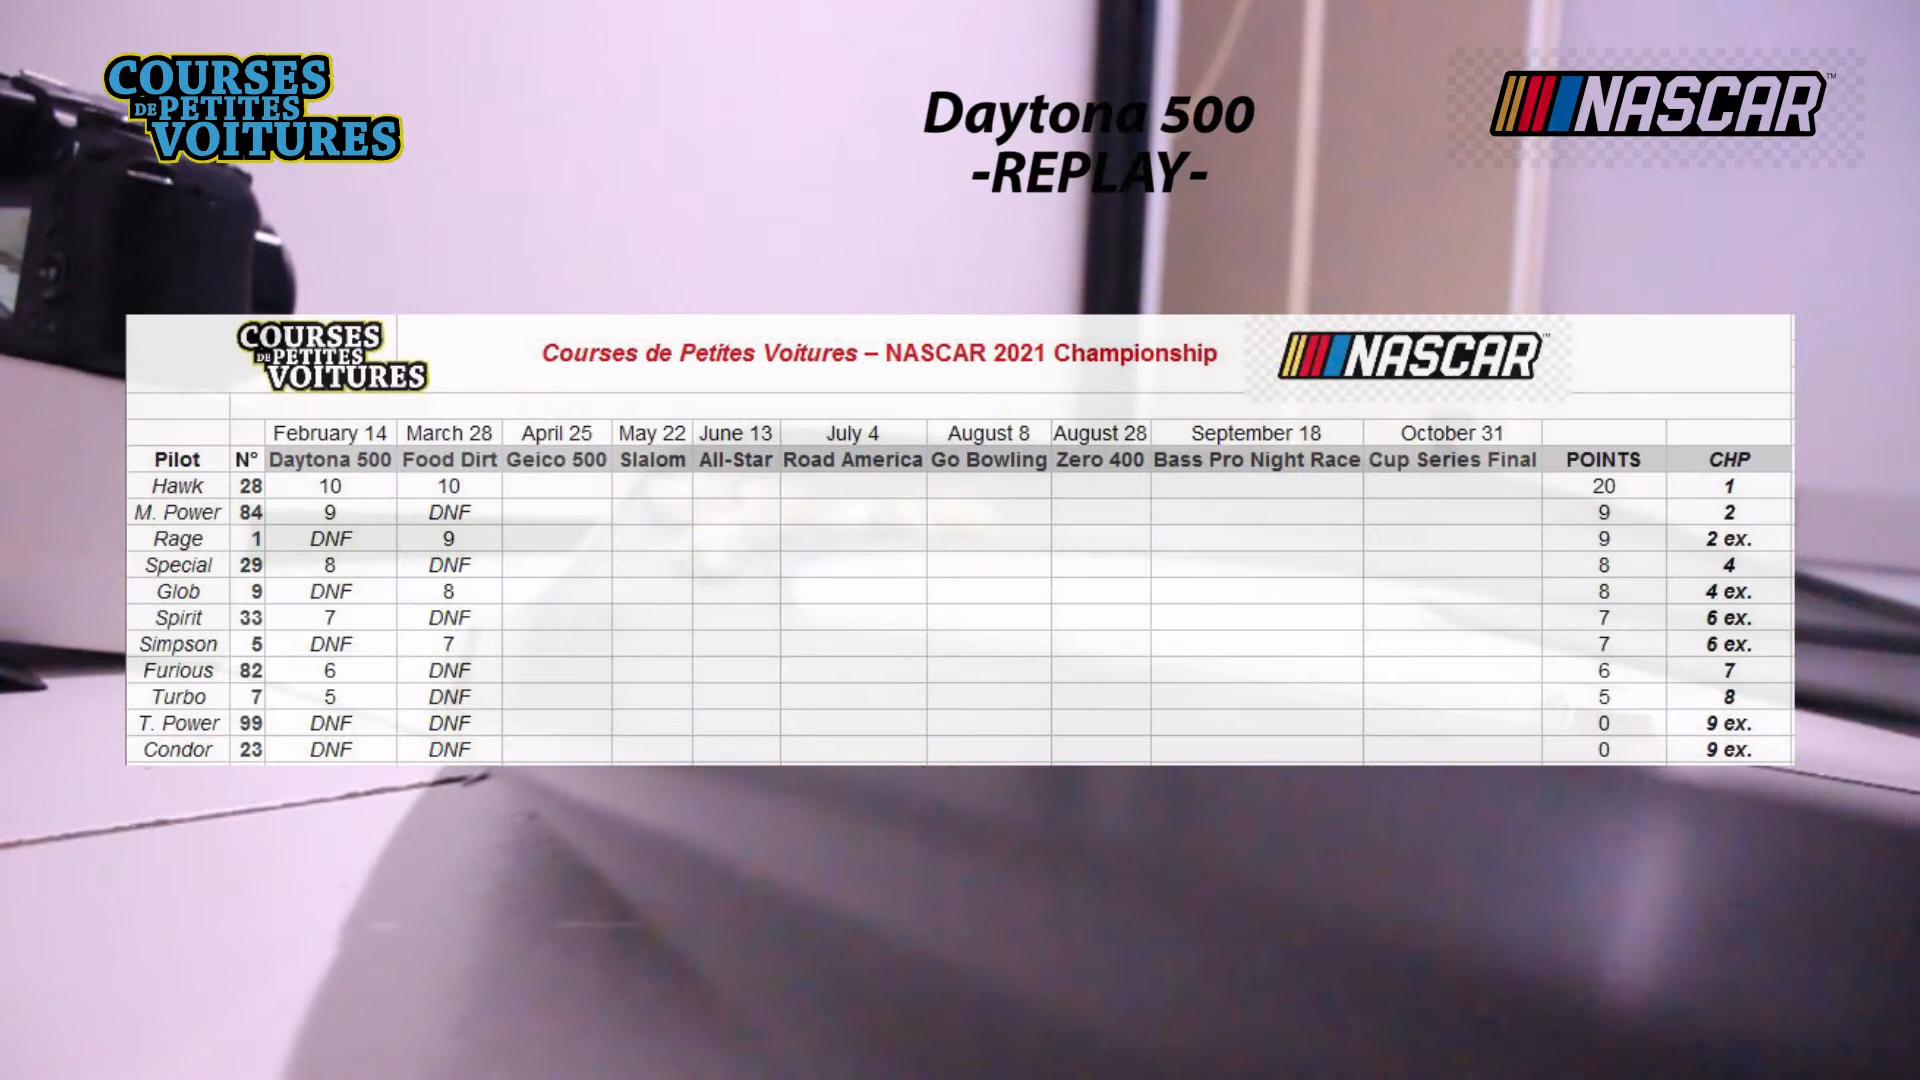 COURSES
DE PETITES
VOITURES
Daytona 500
-REPLAY-
NASCAR™
COURSES
DE PETITES
VOITURES
Courses de Petites Voitures – NASCAR 2021 Championship
NASCAR™
February 14 March 28 April 25 May 22 June 13 July 4 August 8 August 28 September 18 October 31
Pilot N° Daytona 500 Food Dirt Geico 500 Slalom All-Star Road America Go Bowling Zero 400 Bass Pro Night Race Cup Series Final POINTS CHP
Hawk 28 10 10 20 1
M. Power 84 9 DNF 9 2
Rage 1 DNF 9 9 2 ex.
Special 29 8 DNF 8 4
Glob 9 DNF 8 8 4 ex.
Spirit 33 7 DNF 7 6 ex.
Simpson 5 DNF 7 7 6 ex.
Furious 82 6 DNF 6 7
Turbo 7 5 DNF 5 8
T. Power 99 DNF DNF 0 9 ex.
Condor 23 DNF DNF 0 9 ex.